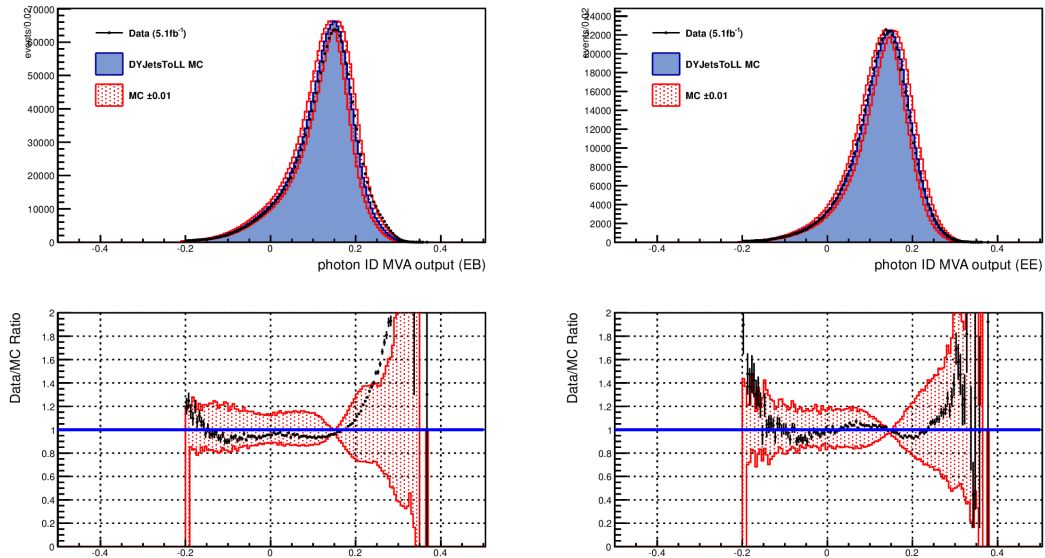 70000
60000
50000
40000
30000
20000
10000
0
events/0.02
Data (5.1fb⁻¹)
DYJetsToLL MC
MC ±0.01
-0.4 -0.2 0 0.2 0.4
photon ID MVA output (EB)
24000
22000
20000
18000
16000
14000
12000
10000
8000
6000
4000
2000
0
events/0.02
Data (5.1fb⁻¹)
DYJetsToLL MC
MC ±0.01
-0.4 -0.2 0 0.2 0.4
photon ID MVA output (EE)
Data/MC Ratio
2
1.8
1.6
1.4
1.2
1
0.8
0.6
0.4
0.2
0
-0.4 -0.2 0 0.2 0.4
Data/MC Ratio
2
1.8
1.6
1.4
1.2
1
0.8
0.6
0.4
0.2
0
-0.4 -0.2 0 0.2 0.4